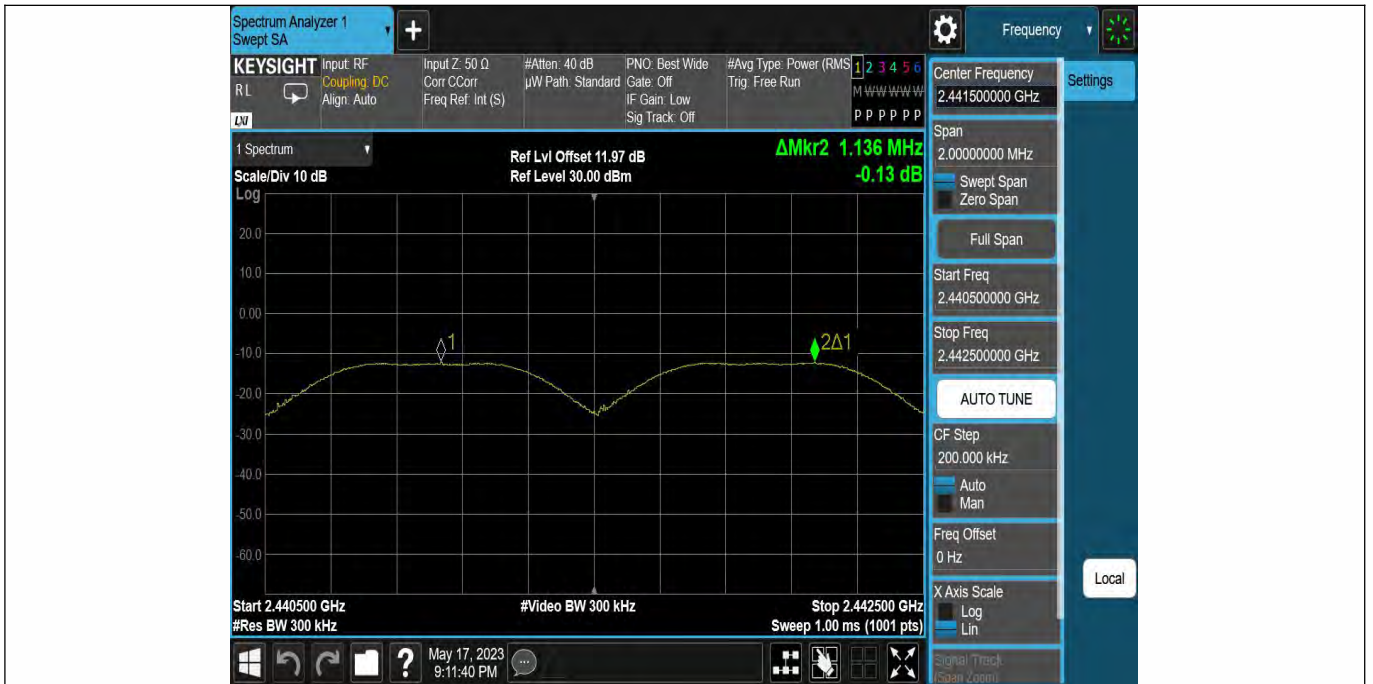 Spectrum Analyzer 1
Swept SA
+
Frequency
KEYSIGHT
RL
LXI
Input: RF
Coupling: DC
Align: Auto
Input Z: 50 Ω
Corr CCorr
Freq Ref: Int (S)
#Atten: 40 dB
µW Path: Standard
PNO: Best Wide
Gate: Off
IF Gain: Low
Sig Track: Off
#Avg Type: Power (RMS
Trig: Free Run
1 2 3 4 5 6
M W W W W W
P P P P P P
1 Spectrum
Scale/Div 10 dB
Ref Lvl Offset 11.97 dB
Ref Level 30.00 dBm
ΔMkr2 1.136 MHz
-0.13 dB
Log
20.0
10.0
0.00
-10.0
-20.0
-30.0
-40.0
-50.0
-60.0
1
2Δ1
Start 2.440500 GHz
#Res BW 300 kHz
#Video BW 300 kHz
Stop 2.442500 GHz
Sweep 1.00 ms (1001 pts)
?
May 17, 2023
9:11:40 PM
Center Frequency
2.441500000 GHz
Settings
Span
2.00000000 MHz
Swept Span
Zero Span
Full Span
Start Freq
2.440500000 GHz
Stop Freq
2.442500000 GHz
AUTO TUNE
CF Step
200.000 kHz
Auto
Man
Freq Offset
0 Hz
X Axis Scale
Log
Lin
Signal Track
(Span Zoom)
Local